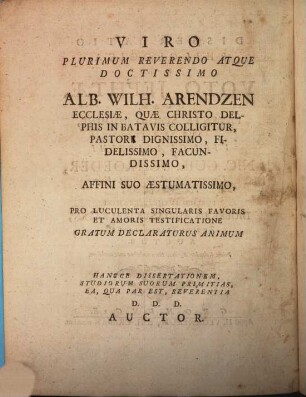 VIRO
PLURIMUM REVERENDO ATQUE
DOCTISSIMO
ALB. WILH. ARENDZEN
ECCLESIÆ, QUÆ CHRISTO DEL-
PHIS IN BATAVIS COLLIGITUR,
PASTORI DIGNISSIMO, FI-
DELISSIMO, FACUN-
DISSIMO,
AFFINI SUO ÆSTUMATISSIMO,
PRO LUCULENTA SINGULARIS FAVORIS
ET AMORIS TESTIFICATIONE
GRATUM DECLARATURUS ANIMUM
HANCCE DISSERTATIONEM,
STUDIORUM SUORUM PRIMITIAS,
EA, QUA PAR EST, REVERENTIA
D. D. D.
AUCTOR.